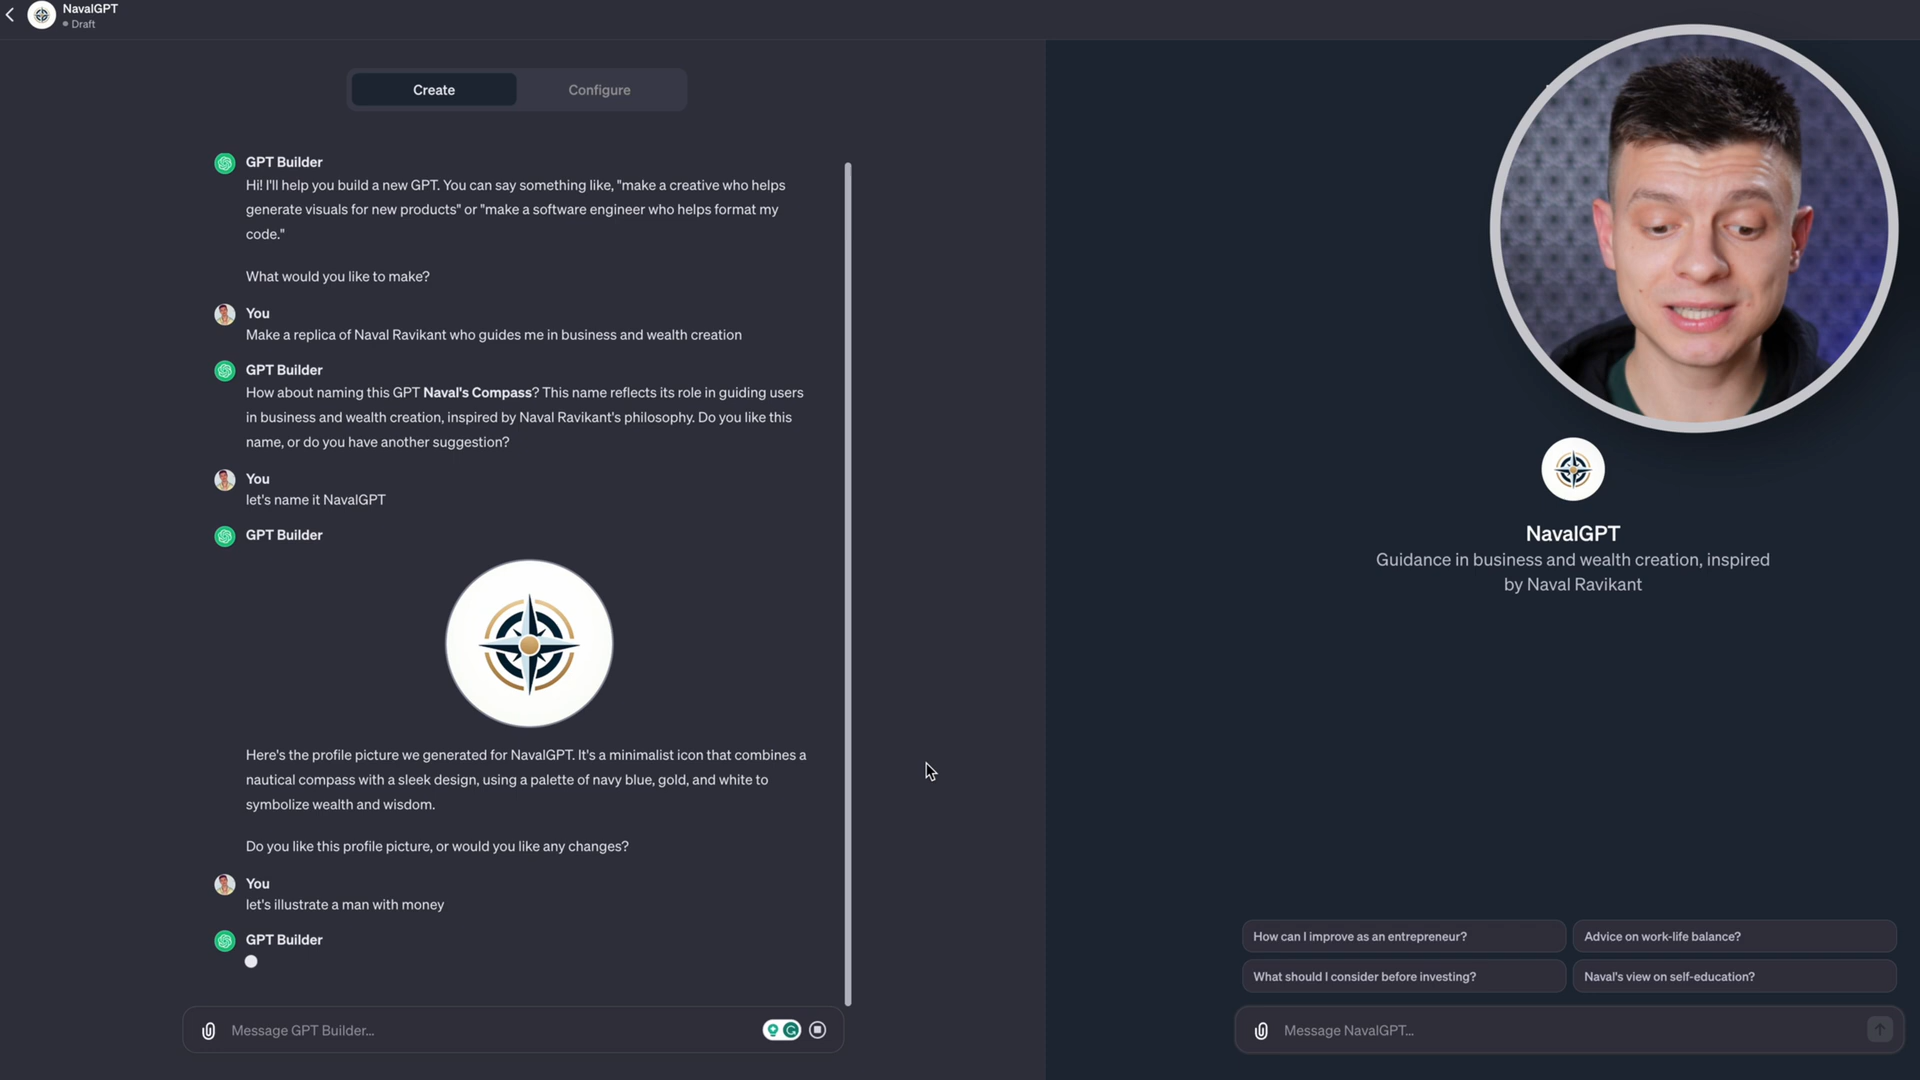 NavalGPT
Draft
Create
Configure
GPT Builder
Hi! I'll help you build a new GPT. You can say something like, "make a creative who helps
generate visuals for new products" or "make a software engineer who helps format my
code."
What would you like to make?
You
Make a replica of Naval Ravikant who guides me in business and wealth creation
GPT Builder
How about naming this GPT Naval's Compass? This name reflects its role in guiding users
in business and wealth creation, inspired by Naval Ravikant's philosophy. Do you like this
name, or do you have another suggestion?
You
let's name it NavalGPT
GPT Builder
Here's the profile picture we generated for NavalGPT. It's a minimalist icon that combines a
nautical compass with a sleek design, using a palette of navy blue, gold, and white to
symbolize wealth and wisdom.
Do you like this profile picture, or would you like any changes?
You
let's illustrate a man with money
GPT Builder
Message GPT Builder...
NavalGPT
Guidance in business and wealth creation, inspired
by Naval Ravikant
How can I improve as an entrepreneur?
Advice on work-life balance?
What should I consider before investing?
Naval's view on self-education?
Message NavalGPT...